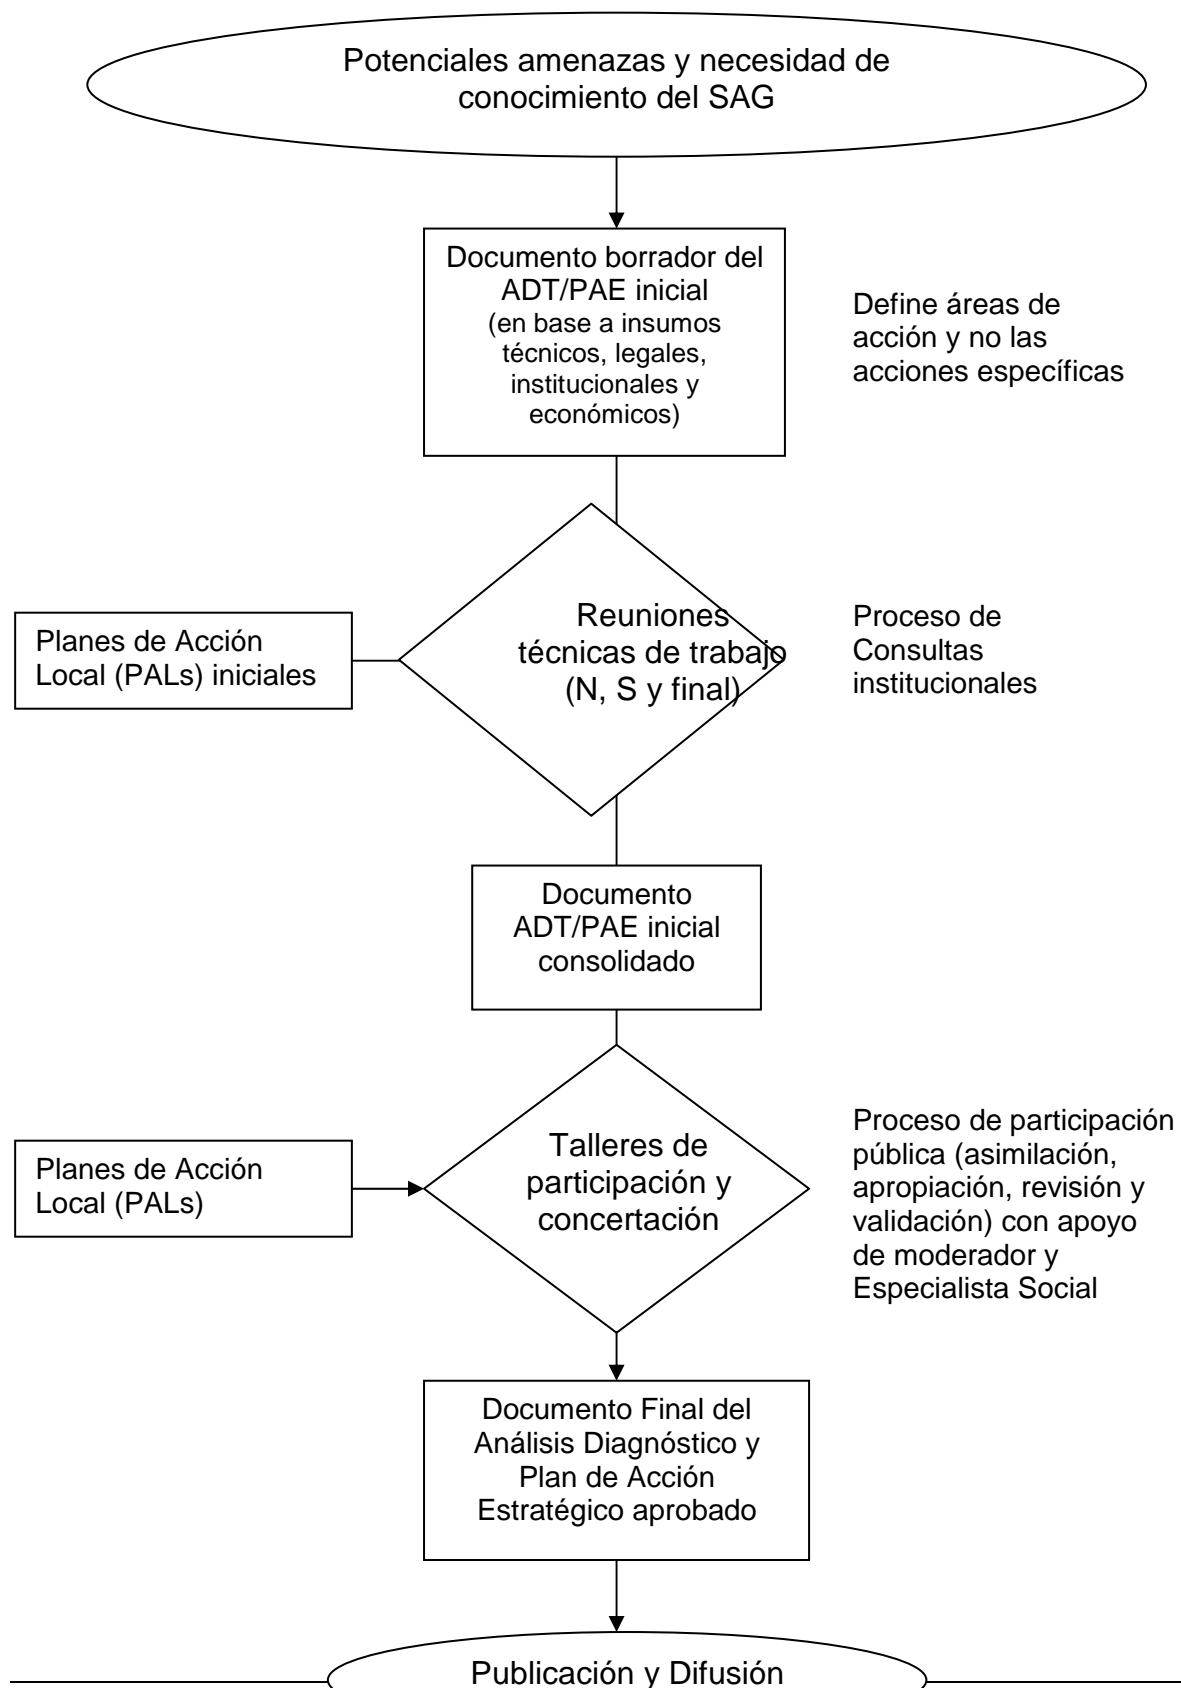 Potenciales amenazas y necesidad de
conocimiento del SAG
Documento borrador del
ADT/PAE inicial
(en base a insumos
técnicos, legales,
institucionales y
económicos)
Define áreas de
acción y no las
acciones específicas
Planes de Acción
Local (PALs) iniciales
Reuniones
técnicas de trabajo
(N, S y final)
Proceso de
Consultas
institucionales
Documento
ADT/PAE inicial
consolidado
Planes de Acción
Local (PALs)
Talleres de
participación y
concertación
Proceso de participación
pública (asimilación,
apropiación, revisión y
validación) con apoyo
de moderador y
Especialista Social
Documento Final del
Análisis Diagnóstico y
Plan de Acción
Estratégico aprobado
Publicación y Difusión